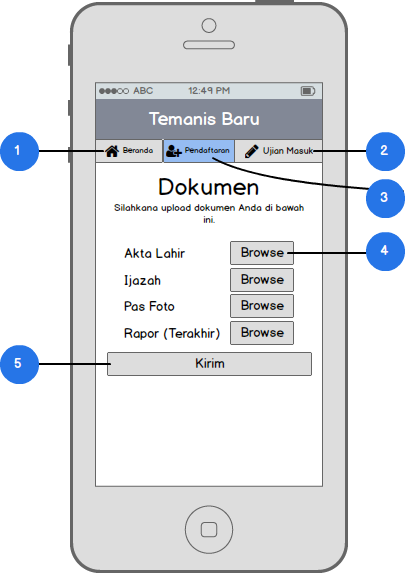 ABC 12:49 PM
Temanis Baru
1 Beranda Pendaftaran Ujian Masuk 2
3
Dokumen
Silahkana upload dokumen Anda di bawah
ini.
Akta Lahir Browse 4
Ijazah Browse
Pas Foto Browse
Rapor (Terakhir) Browse
5 Kirim